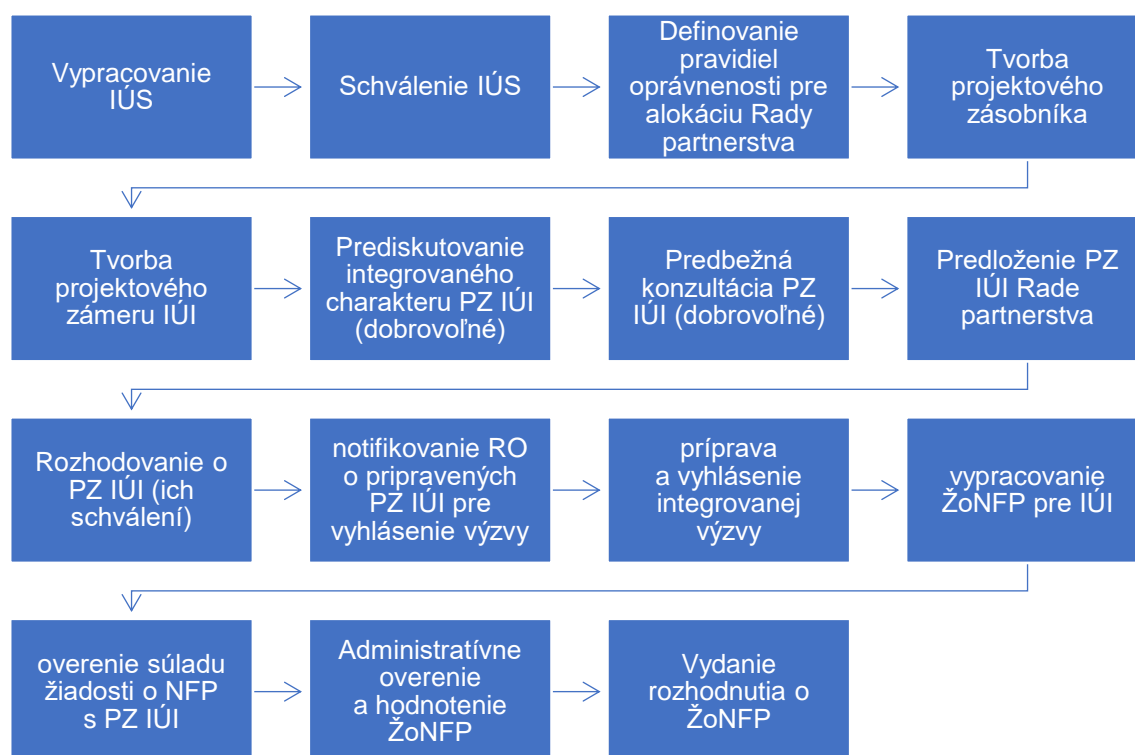 Vypracovanie
IÚS
Schválenie IÚS
Definovanie
pravidiel
oprávnenosti pre
alokáciu Rady
partnerstva
Tvorba
projektového
zásobníka
Tvorba
projektového
zámeru IÚI
Prediskutovanie
integrovaného
charakteru PZ IÚI
(dobrovoľné)
Predbežná
konzultácia PZ
IÚI (dobrovoľné)
Predloženie PZ
IÚI Rade
partnerstva
Rozhodovanie o
PZ IÚI (ich
schválení)
notifikovanie RO
o pripravených
PZ IÚI pre
vyhlásenie výzvy
príprava
a vyhlásenie
integrovanej
výzvy
vypracovanie
ŽoNFP pre IÚI
overenie súladu
žiadosti o NFP
s PZ IÚI
Administratívne
overenie
a hodnotenie
ŽoNFP
Vydanie
rozhodnutia o
ŽoNFP